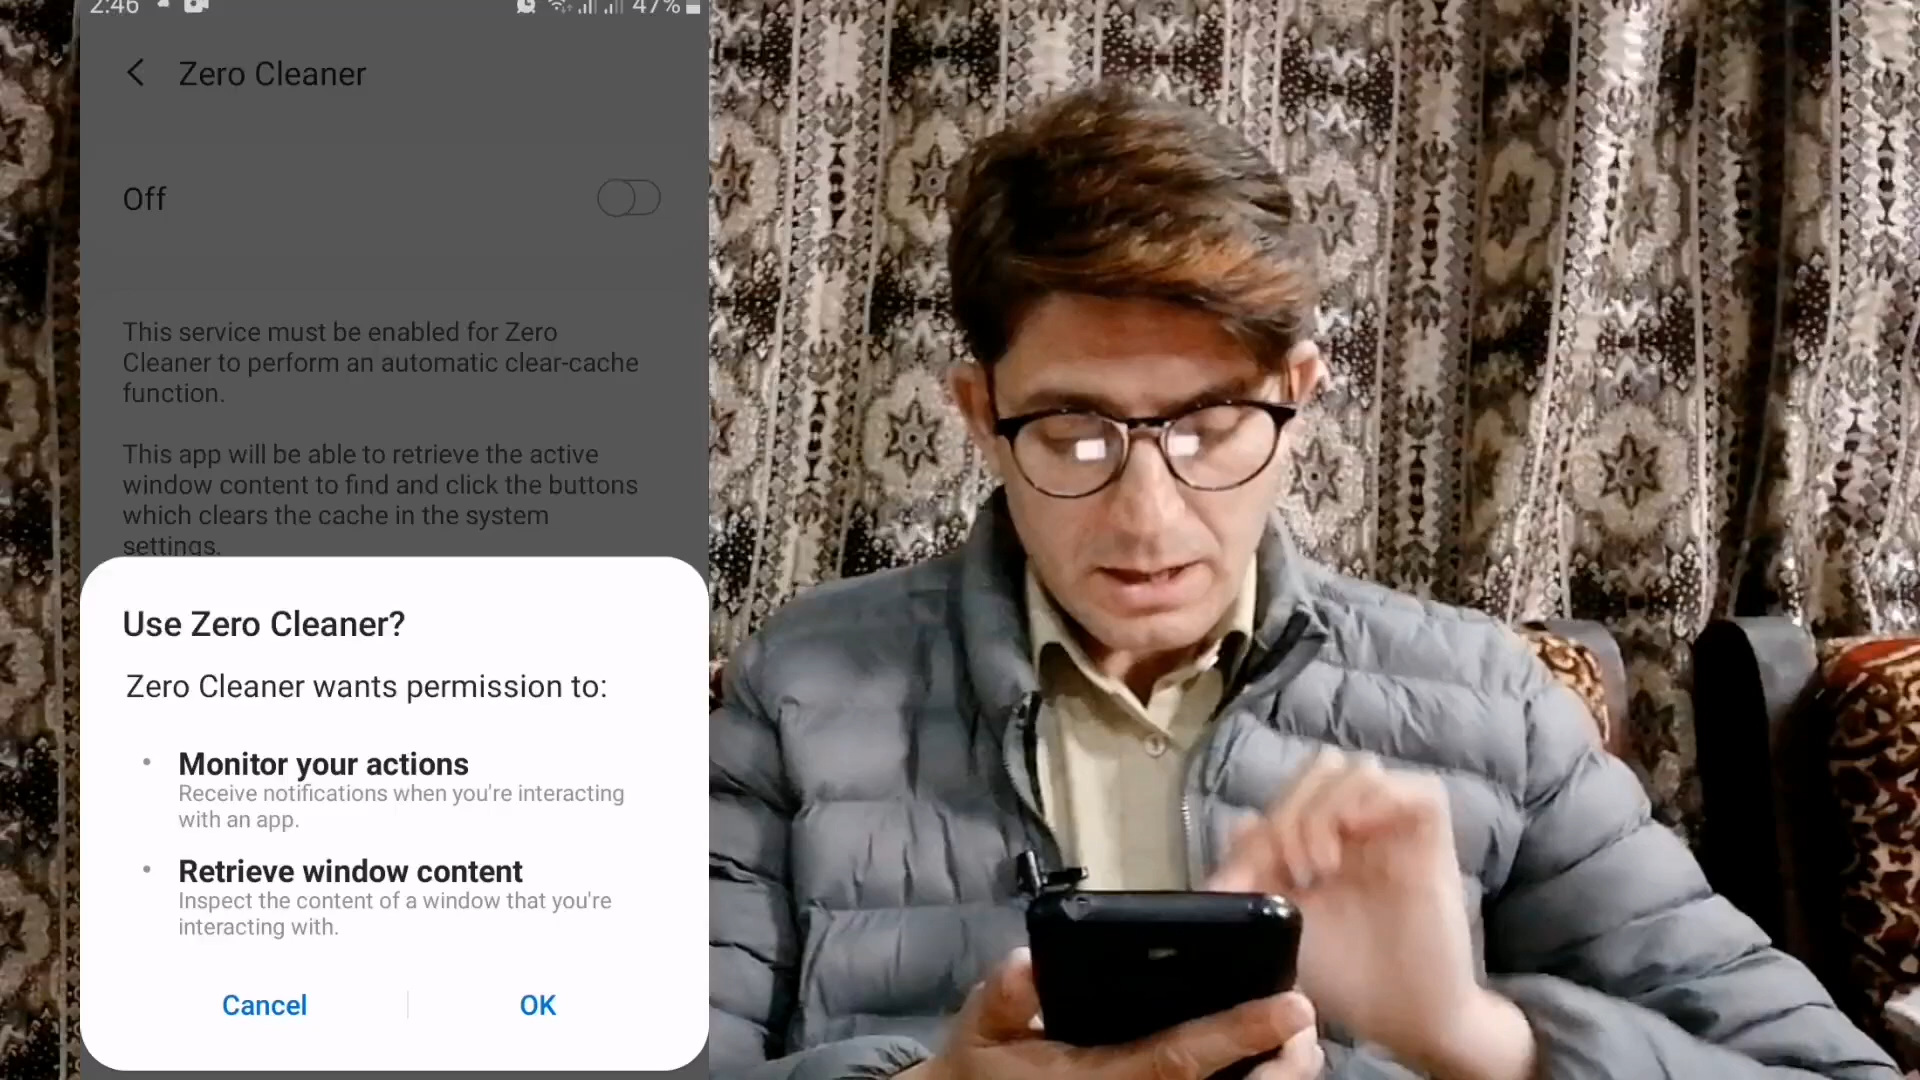 2:46
47%
Zero Cleaner
Off
This service must be enabled for Zero
Cleaner to perform an automatic clear-cache
function.
This app will be able to retrieve the active
window content to find and click the buttons
which clears the cache in the system
settings.
Use Zero Cleaner?
Zero Cleaner wants permission to:
• Monitor your actions
Receive notifications when you're interacting
with an app.
• Retrieve window content
Inspect the content of a window that you're
interacting with.
Cancel
OK